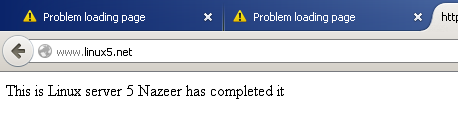 Problem loading page
Problem loading page
http
www.linux5.net
This is Linux server 5 Nazeer has completed it